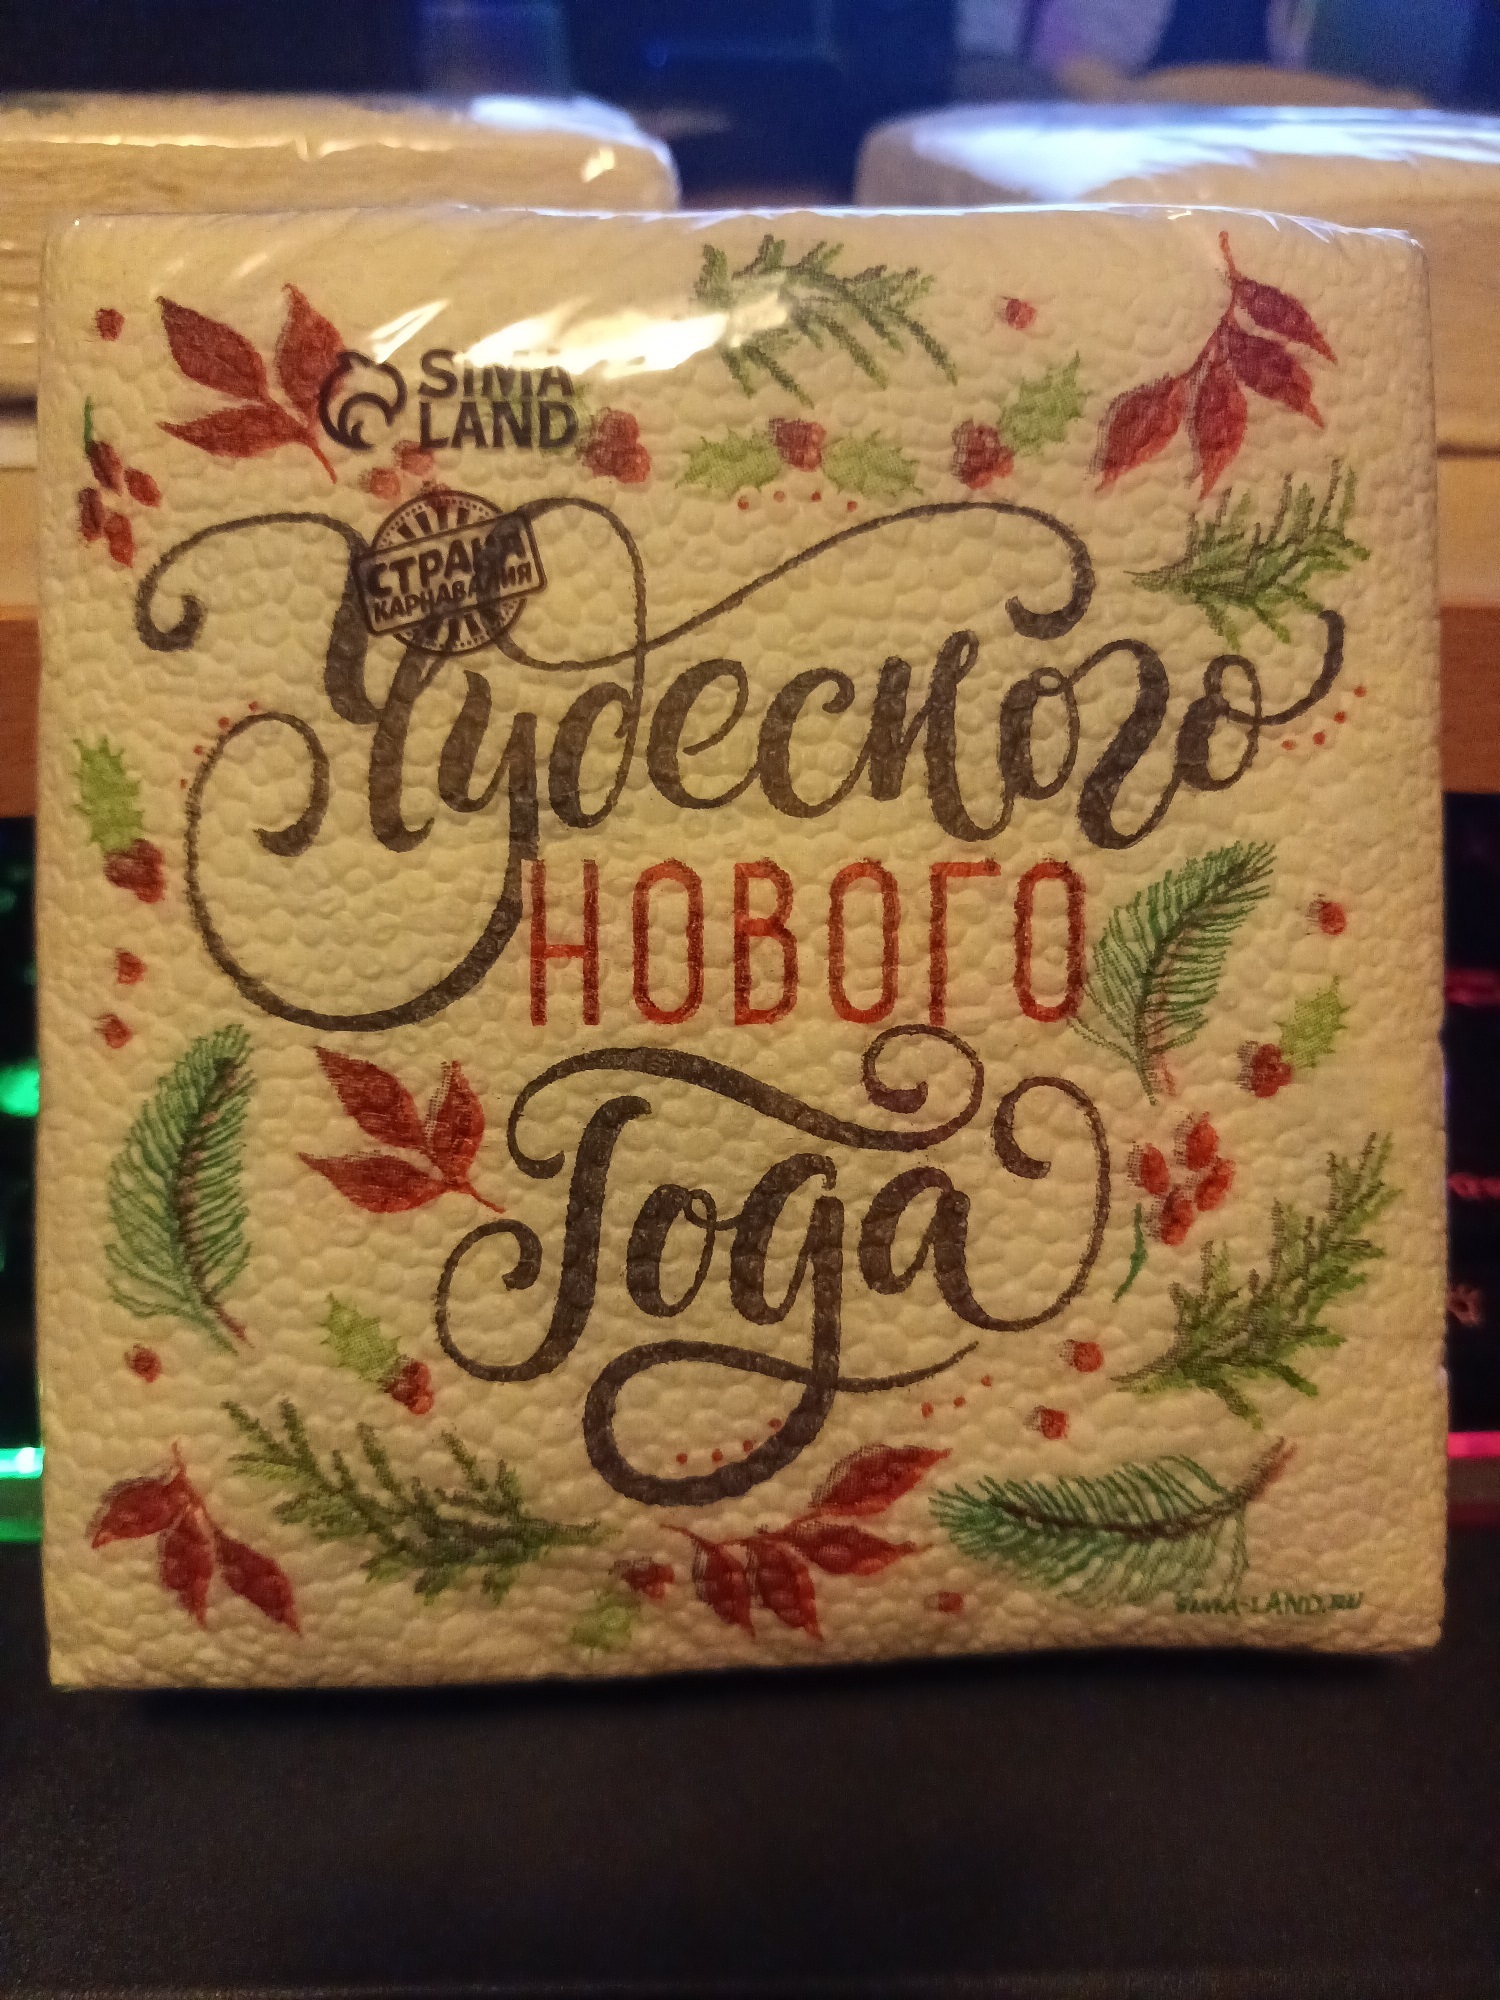 SIMA
LAND
СТРАНА
КАРНАВАЛИЯ
Чудесного
НОВОГО
Года
SIMA-LAND.RU